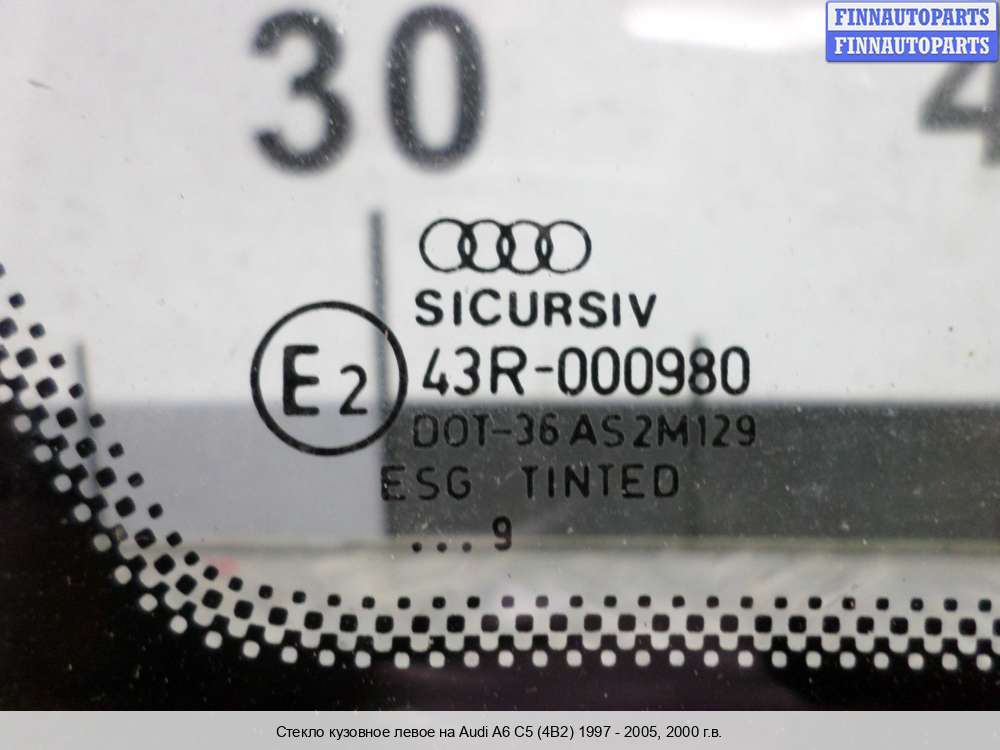 FINNAUTOPARTS
FINNAUTOPARTS
30
4
SICURSIV
E2
43R-000980
DOT-36 AS2M129
ESG TINTED
...9
Стекло кузовное левое на Audi A6 C5 (4B2) 1997 - 2005, 2000 г.в.